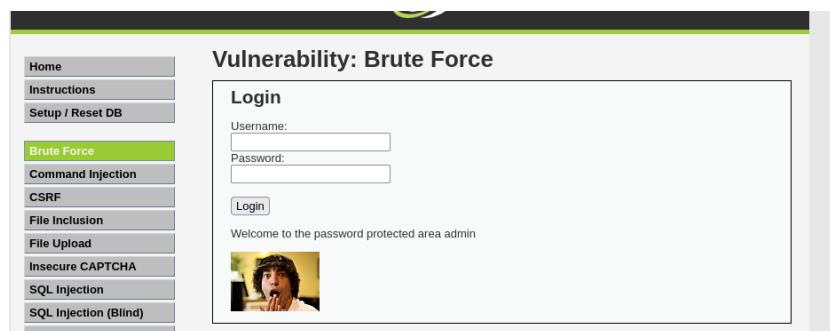 Vulnerability: Brute Force
Home
Instructions
Setup / Reset DB
Brute Force
Command Injection
CSRF
File Inclusion
File Upload
Insecure CAPTCHA
SQL Injection
SQL Injection (Blind)
Login
Username:
Password:
Login
Welcome to the password protected area admin